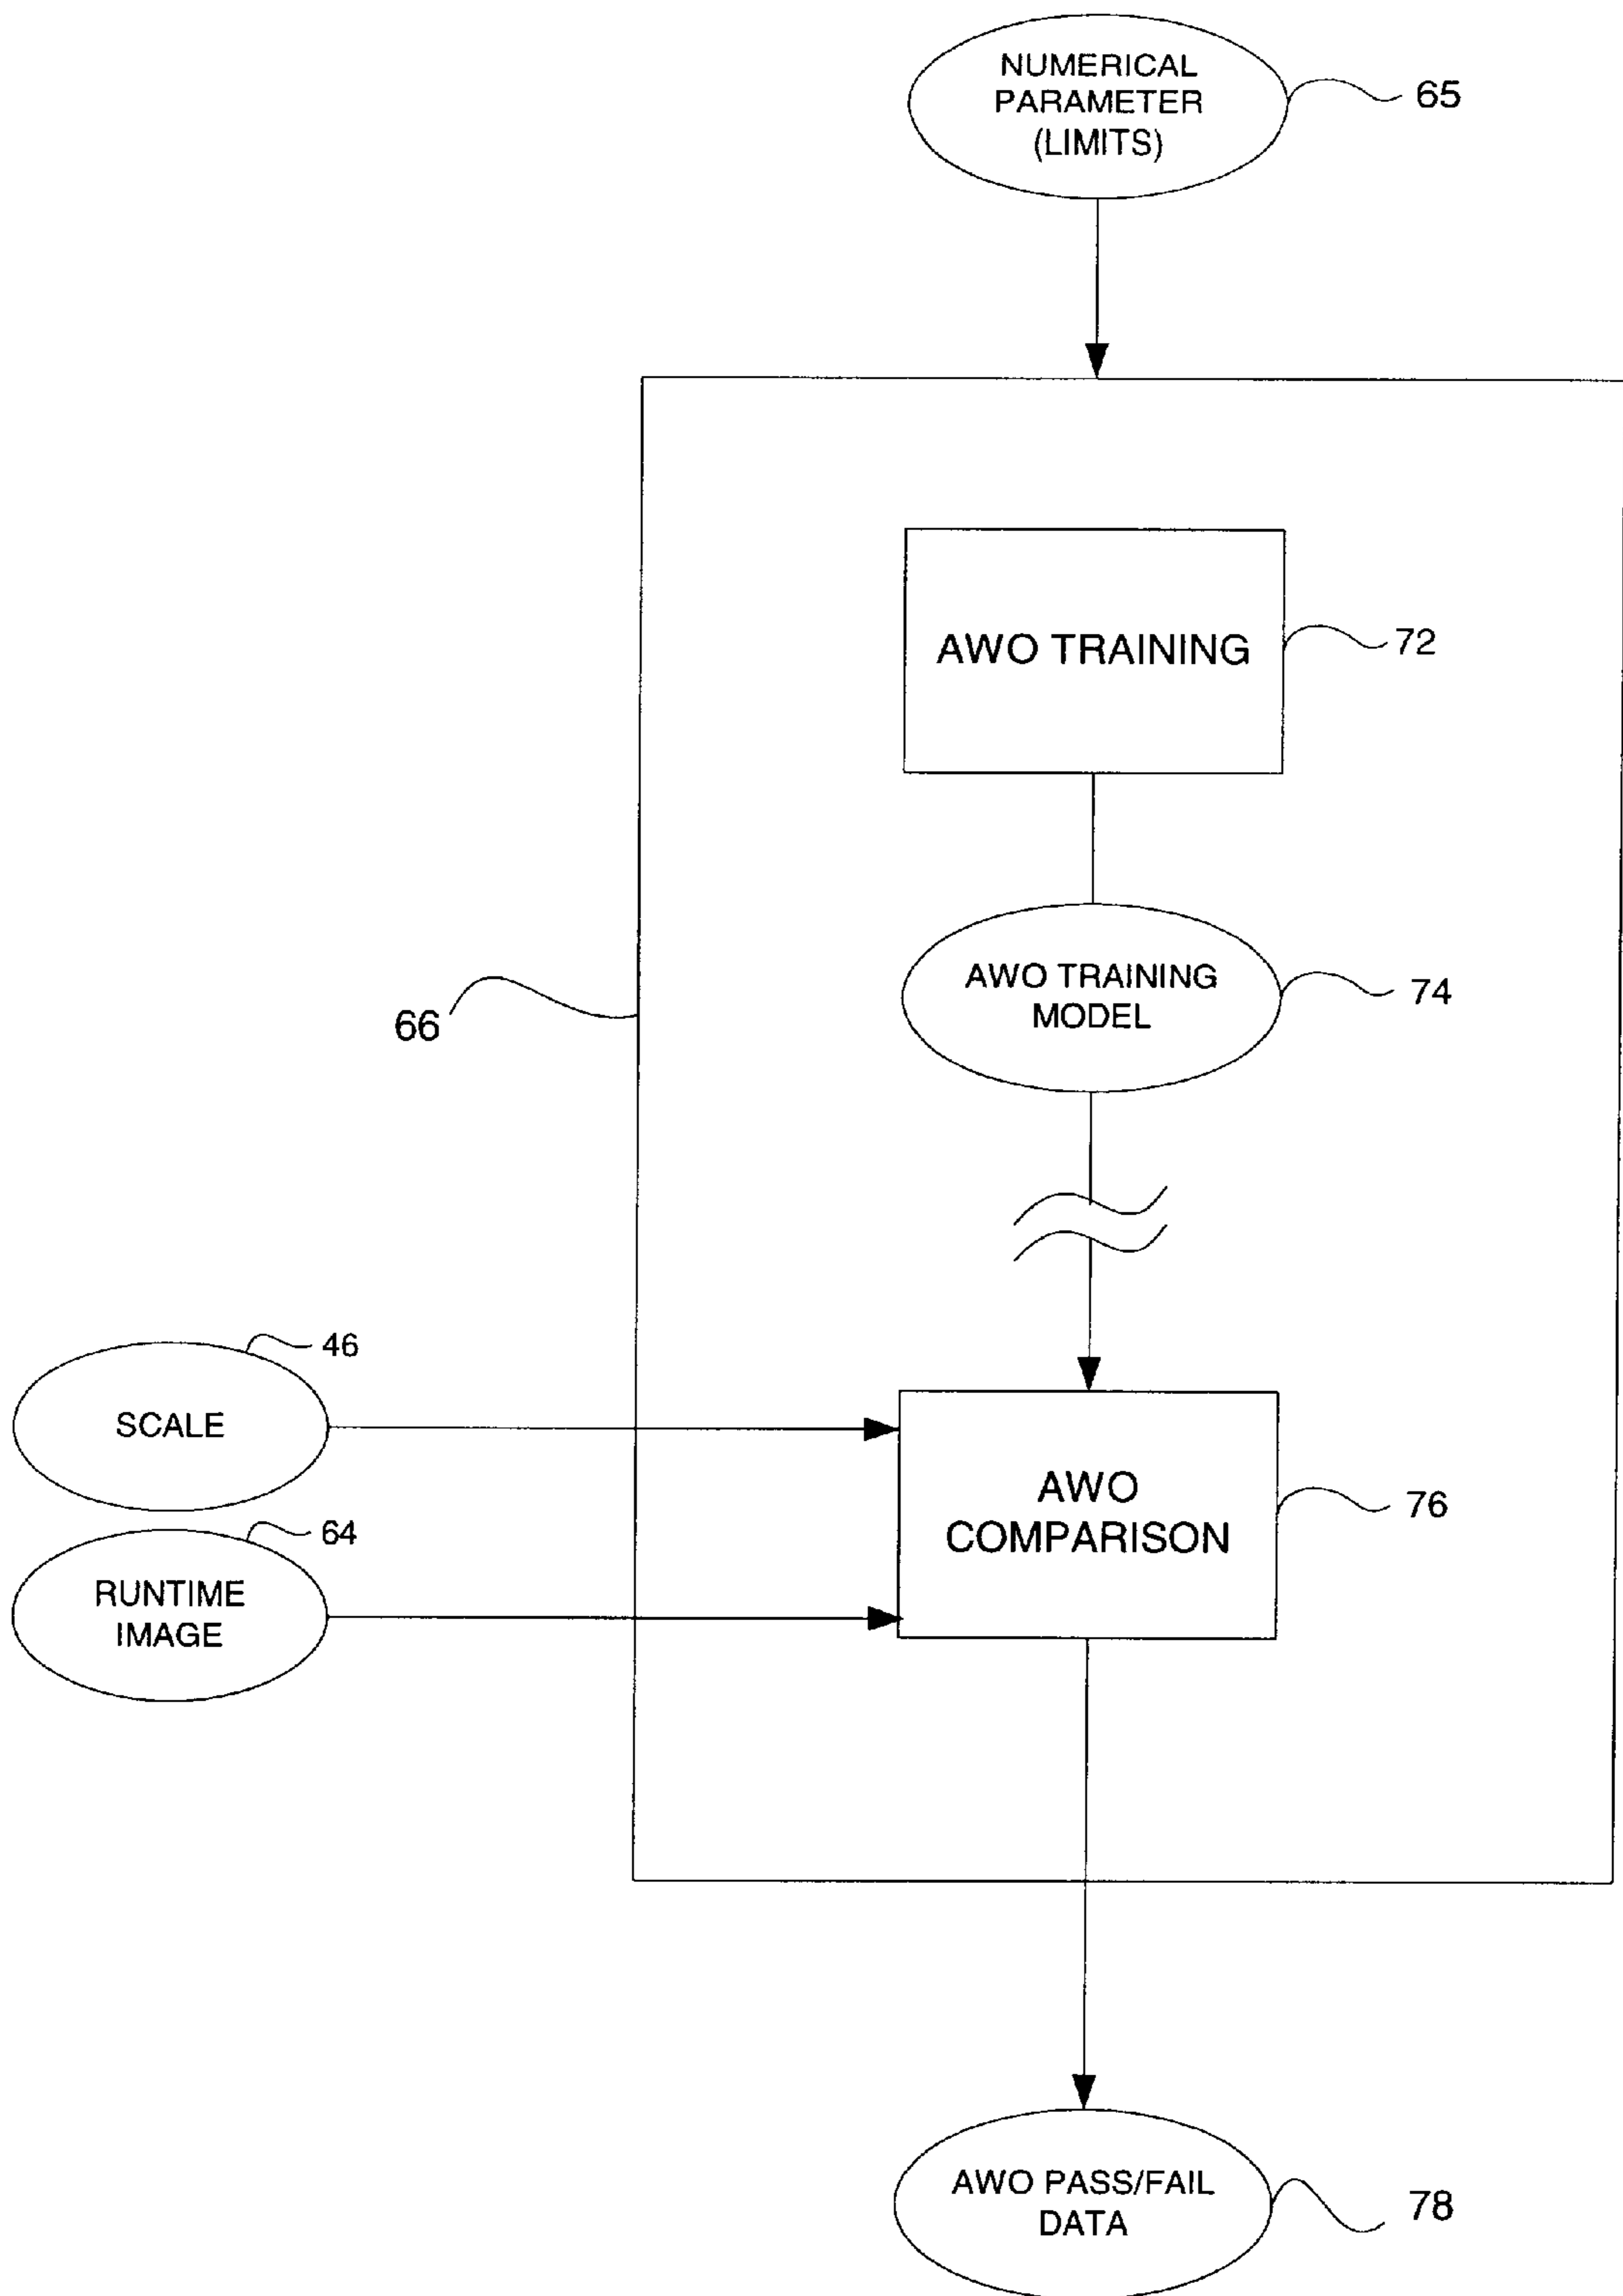 NUMERICAL
PARAMETER
(LIMITS)
65
AWO TRAINING
72
AWO TRAINING
MODEL
74
66
46
SCALE
64
RUNTIME
IMAGE
AWO
COMPARISON
76
AWO PASS/FAIL
DATA
78